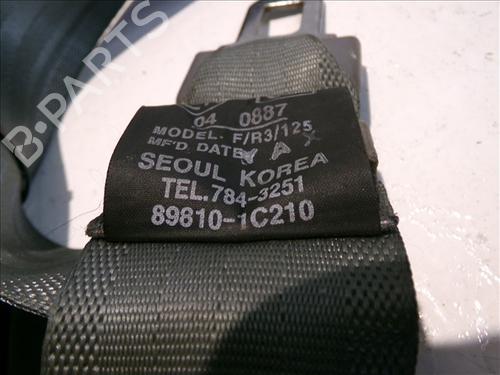 B-PARTS
04 0887
MODEL- F/R3/125
MF'D DATE Y A X
SEOUL KOREA
TEL.784-3251
89810-1C210